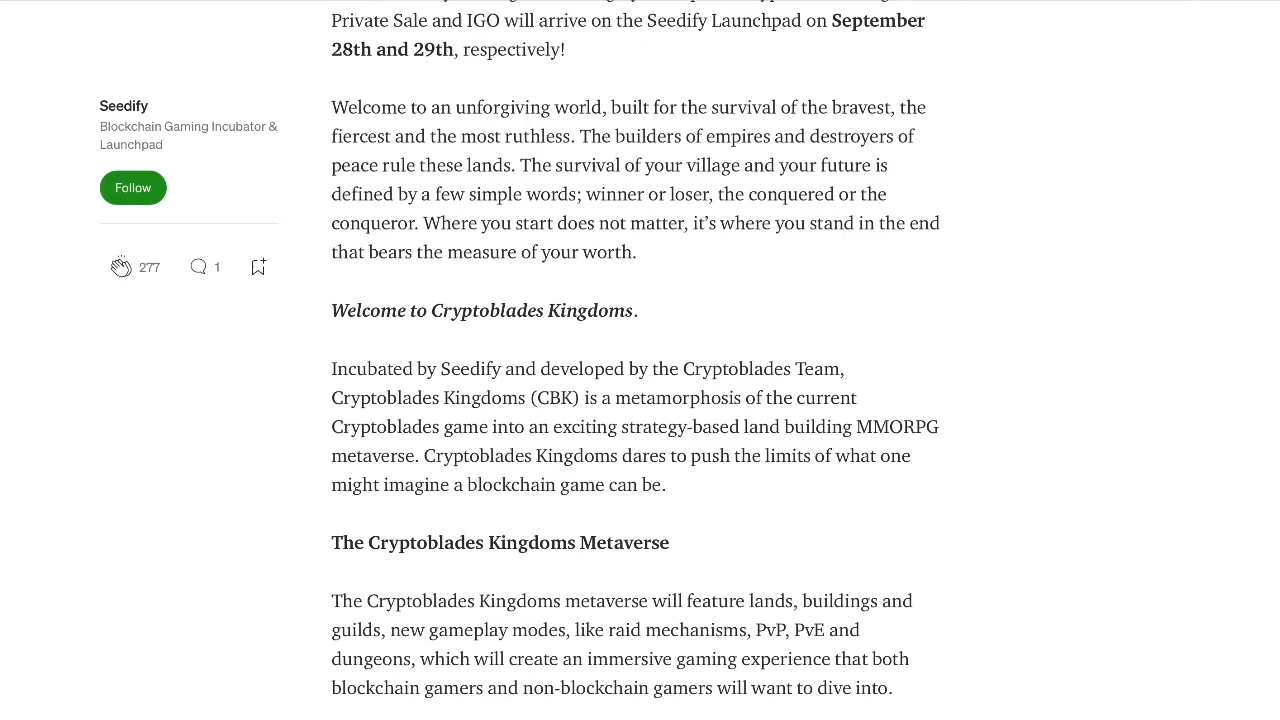 Private Sale and IGO will arrive on the Seedify Launchpad on September
28th and 29th, respectively!
Seedify
Blockchain Gaming Incubator &
Launchpad
Follow
277
1
Welcome to an unforgiving world, built for the survival of the bravest, the
fiercest and the most ruthless. The builders of empires and destroyers of
peace rule these lands. The survival of your village and your future is
defined by a few simple words; winner or loser, the conquered or the
conqueror. Where you start does not matter, it’s where you stand in the end
that bears the measure of your worth.
Welcome to Cryptoblades Kingdoms.
Incubated by Seedify and developed by the Cryptoblades Team,
Cryptoblades Kingdoms (CBK) is a metamorphosis of the current
Cryptoblades game into an exciting strategy-based land building MMORPG
metaverse. Cryptoblades Kingdoms dares to push the limits of what one
might imagine a blockchain game can be.
The Cryptoblades Kingdoms Metaverse
The Cryptoblades Kingdoms metaverse will feature lands, buildings and
guilds, new gameplay modes, like raid mechanisms, PvP, PvE and
dungeons, which will create an immersive gaming experience that both
blockchain gamers and non-blockchain gamers will want to dive into.